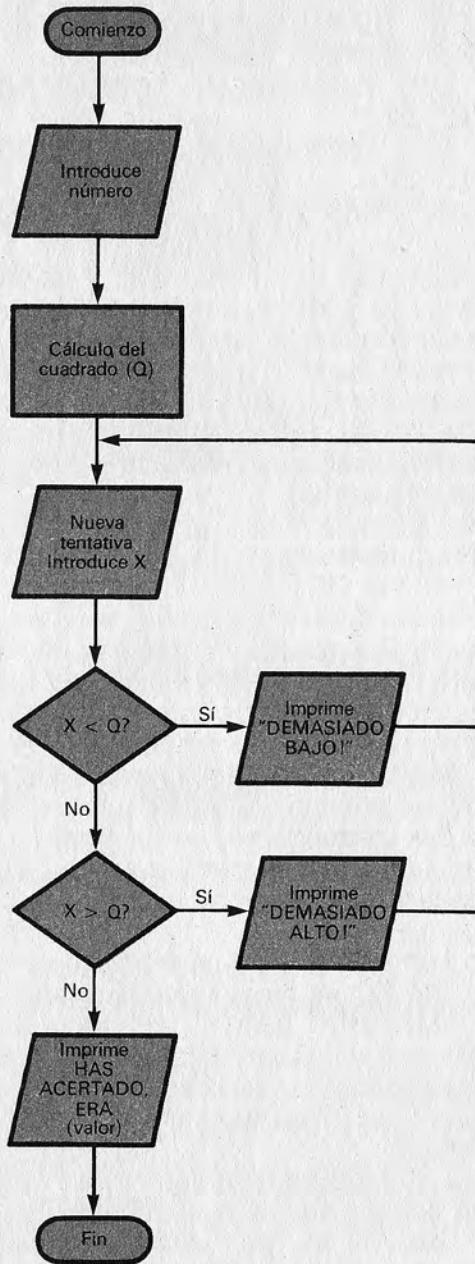 Comienzo
Introduce
número
Cálculo del
cuadrado (Q)
Nueva
tentativa
Introduce X
X < Q?
Sí
Imprime
"DEMASIADO
BAJO!"
No
X > Q?
Sí
Imprime
"DEMASIADO
ALTO!"
No
Imprime
HAS
ACERTADO,
ERA
(valor)
Fin